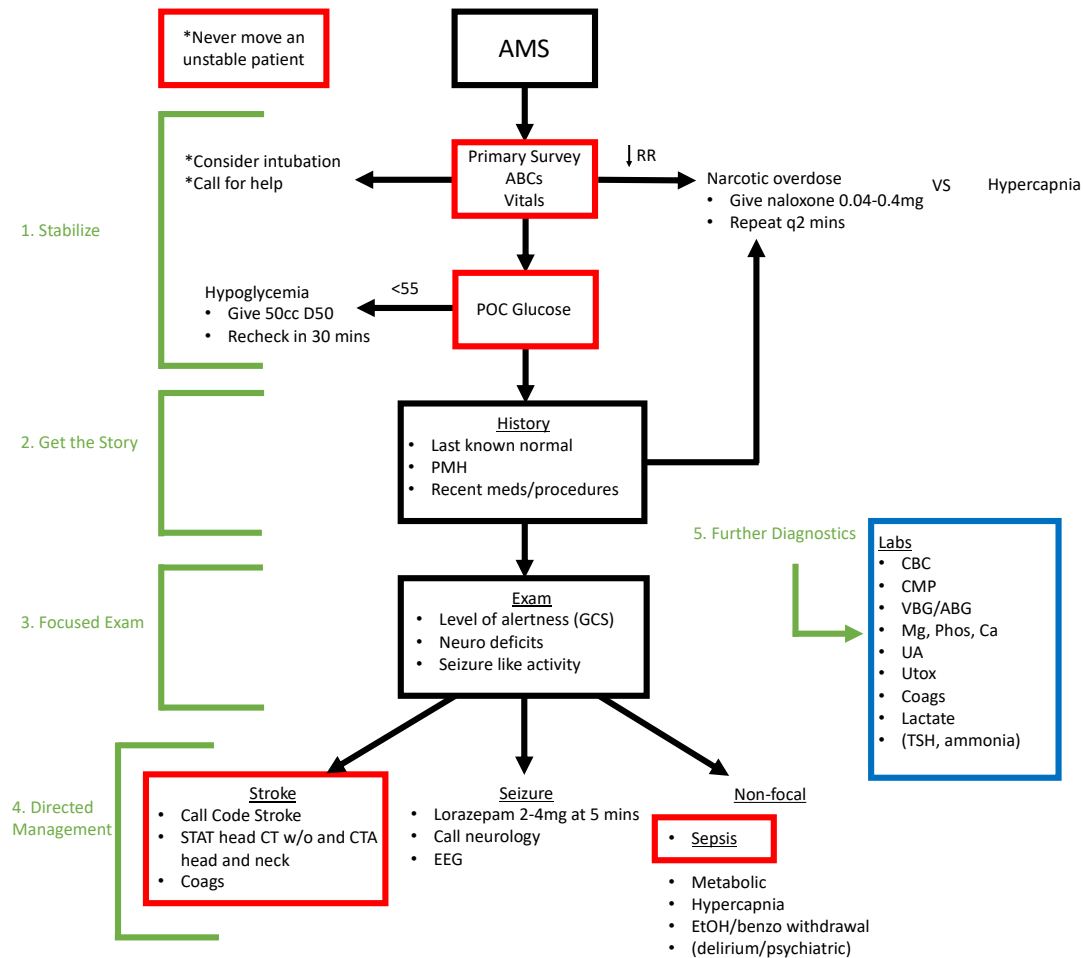 *Never move an
unstable patient
AMS
1. Stabilize
*Consider intubation
*Call for help
Primary Survey
ABCs
Vitals
↓ RR
Narcotic overdose
• Give naloxone 0.04-0.4mg
• Repeat q2 mins
VS
Hypercapnia
Hypoglycemia
• Give 50cc D50
• Recheck in 30 mins
<55
POC Glucose
2. Get the Story
History
• Last known normal
• PMH
• Recent meds/procedures
3. Focused Exam
Exam
• Level of alertness (GCS)
• Neuro deficits
• Seizure like activity
4. Directed
Management
Stroke
• Call Code Stroke
• STAT head CT w/o and CTA
head and neck
• Coags
Seizure
• Lorazepam 2-4mg at 5 mins
• Call neurology
• EEG
Non-focal
• Sepsis
• Metabolic
• Hypercapnia
• EtOH/benzo withdrawal
• (delirium/psychiatric)
5. Further Diagnostics
Labs
• CBC
• CMP
• VBG/ABG
• Mg, Phos, Ca
• UA
• Utox
• Coags
• Lactate
• (TSH, ammonia)